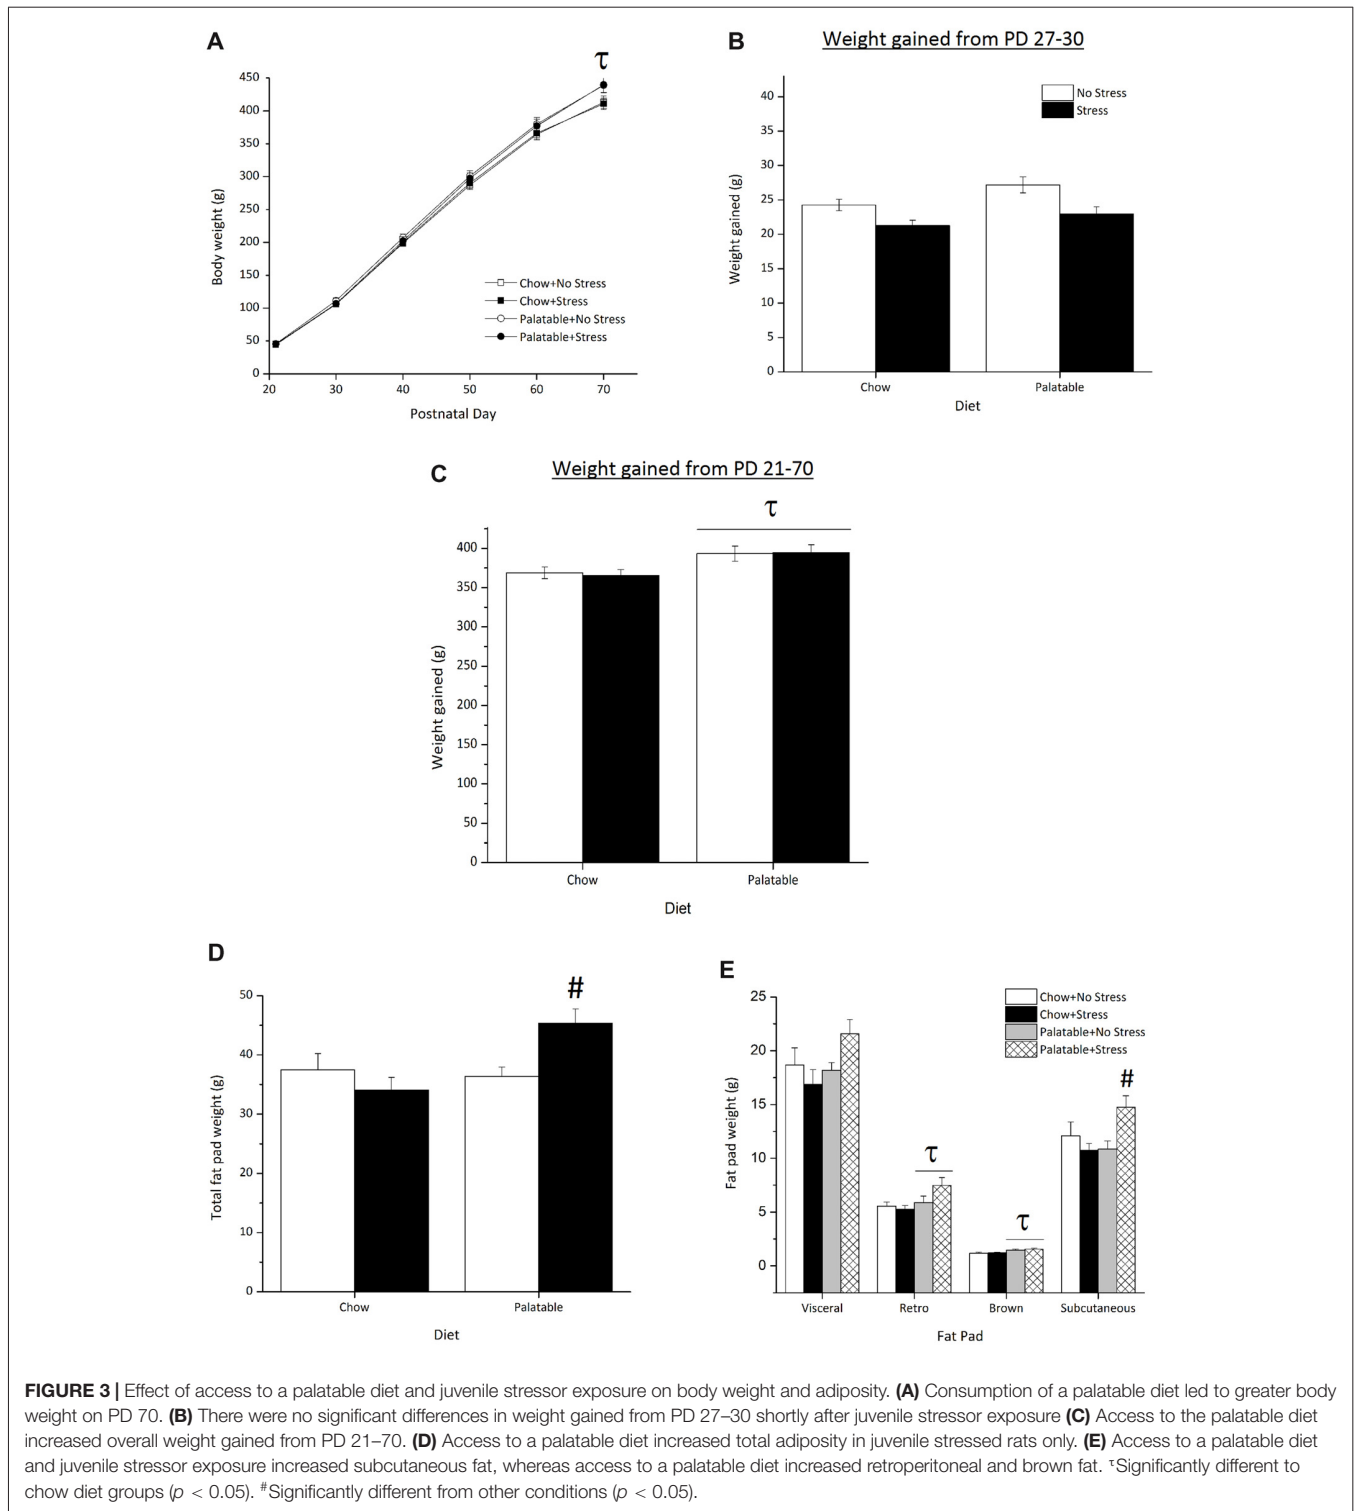 A
τ
450
400
350
300
250
200
150
100
50
0
Body weight (g)
Chow+No Stress
Chow+Stress
Palatable+No Stress
Palatable+Stress
20 30 40 50 60 70
Postnatal Day
B
Weight gained from PD 27-30
No Stress
Stress
40
35
30
25
20
15
10
5
0
Weight gained (g)
Chow Palatable
Diet
C
Weight gained from PD 21-70
τ
400
350
300
250
200
150
100
50
0
Weight gained (g)
Chow Palatable
Diet
D
#
50
40
30
20
10
0
Total fat pad weight (g)
Chow Palatable
Diet
E
Chow+No Stress
Chow+Stress
Palatable+No Stress
Palatable+Stress
25
20
15
10
5
0
Fat pad weight (g)
τ
τ
#
Visceral Retro Brown Subcutaneous
Fat Pad
FIGURE 3 | Effect of access to a palatable diet and juvenile stressor exposure on body weight and adiposity. (A) Consumption of a palatable diet led to greater body
weight on PD 70. (B) There were no significant differences in weight gained from PD 27–30 shortly after juvenile stressor exposure (C) Access to the palatable diet
increased overall weight gained from PD 21–70. (D) Access to a palatable diet increased total adiposity in juvenile stressed rats only. (E) Access to a palatable diet
and juvenile stressor exposure increased subcutaneous fat, whereas access to a palatable diet increased retroperitoneal and brown fat. τSignificantly different to
chow diet groups (p < 0.05). #Significantly different from other conditions (p < 0.05).